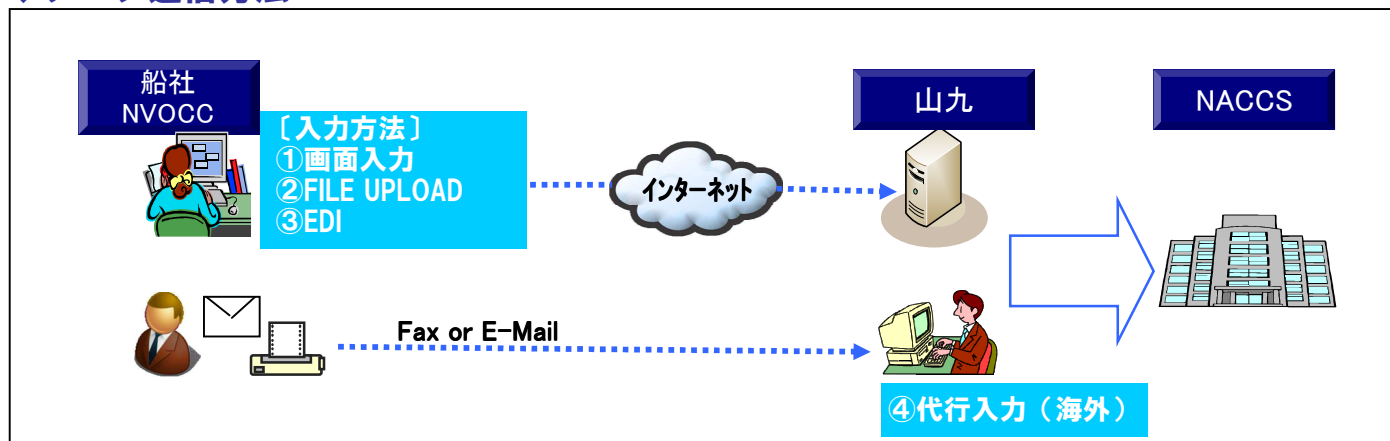 船社
NVOCC
山九
NACCS
〔入力方法〕
①画面入力
②FILE UPLOAD
③EDI
インターネット
Fax or E-Mail
④代行入力（海外）